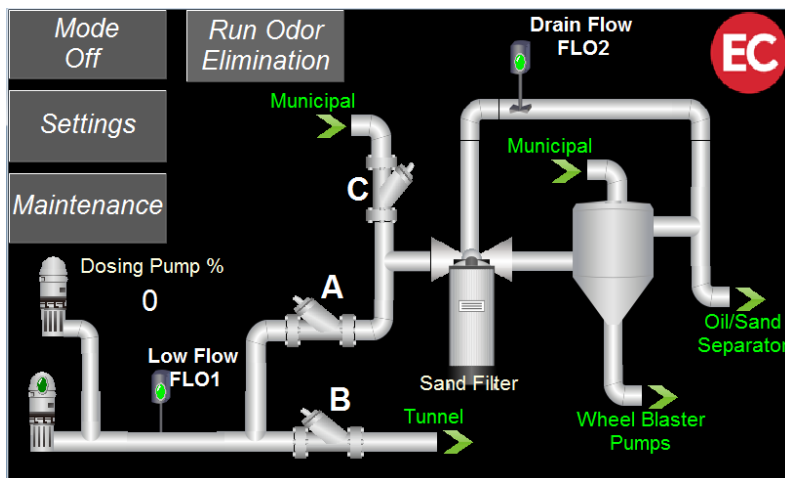 Mode
Off
Run Odor
Elimination
Drain Flow
FLO2
EC
Settings
Municipal
Municipal
C
Maintenance
Dosing Pump %
0
A
Oil/Sand
Separator
Low Flow
FLO1
Sand Filter
B
Tunnel
Wheel Blaster
Pumps